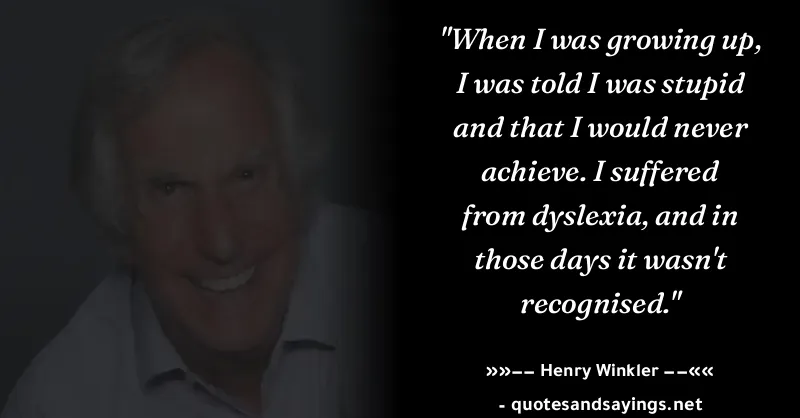 "When I was growing up,
I was told I was stupid
and that I would never
achieve. I suffered
from dyslexia, and in
those days it wasn't
recognised."
»»–– Henry Winkler ––««
- quotesandsayings.net